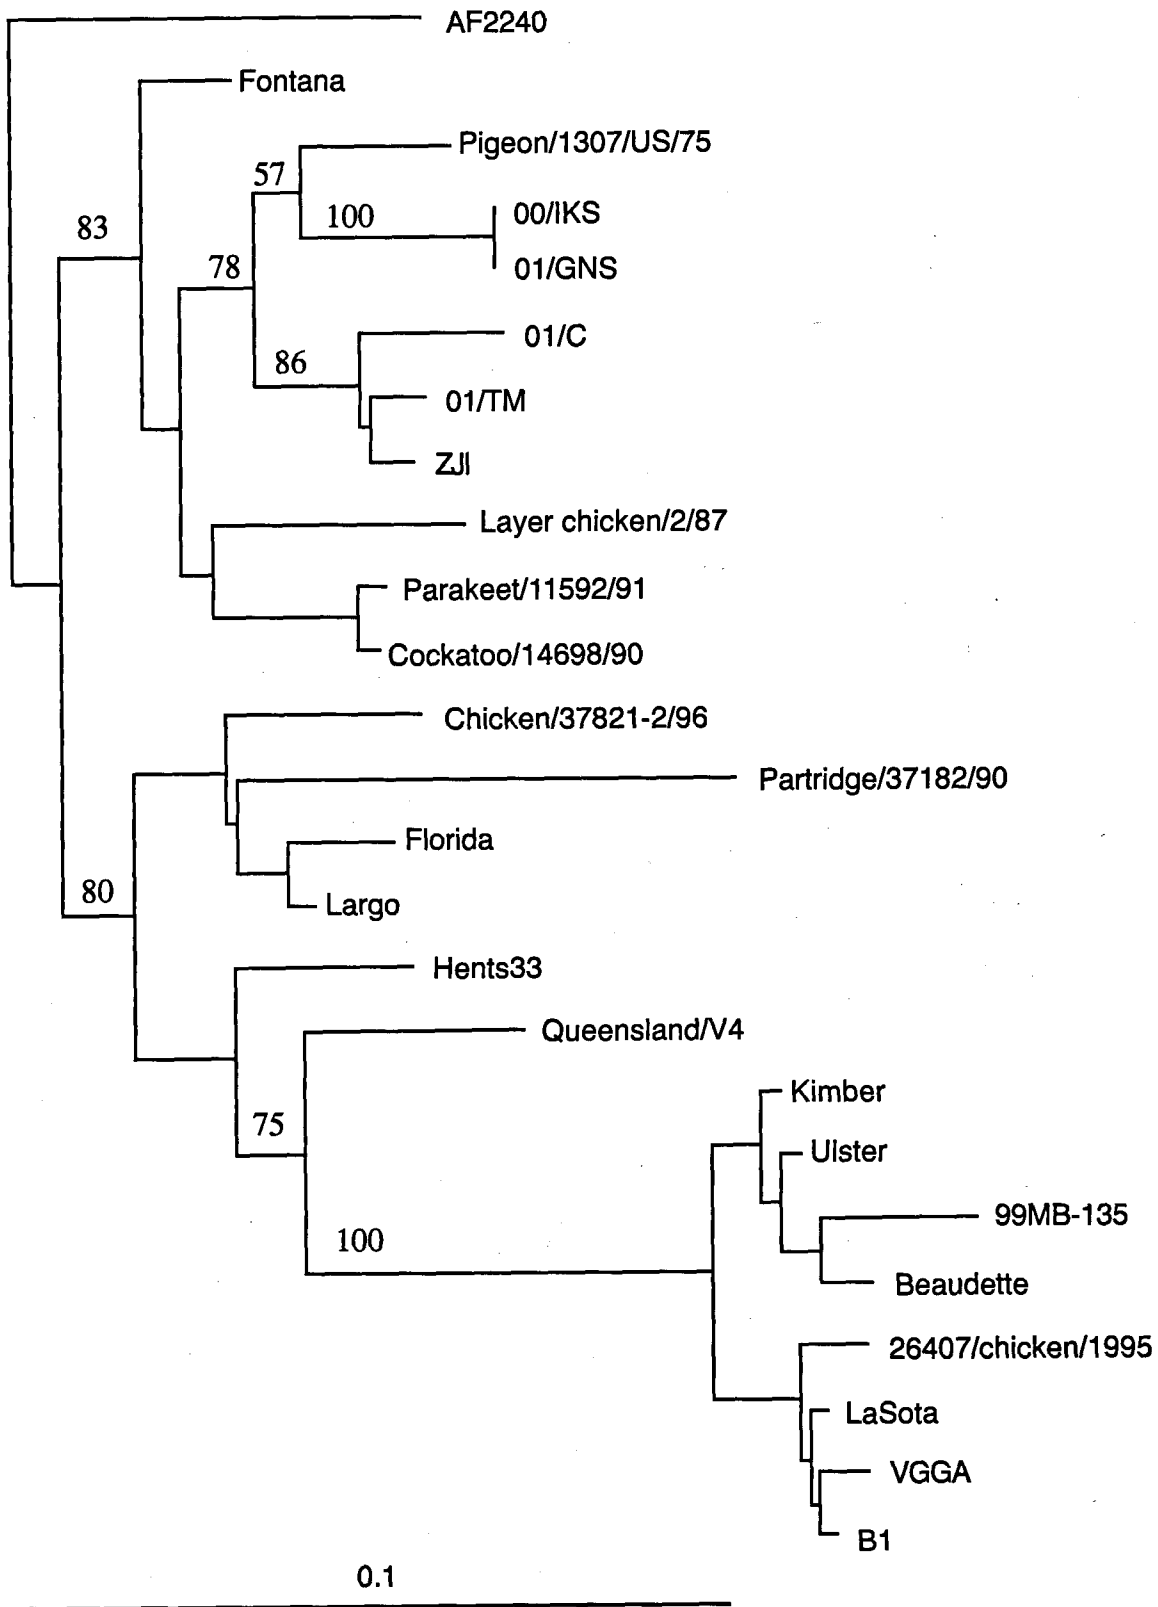 AF2240
Fontana
Pigeon/1307/US/75
57
00/IKS
100
83
01/GNS
78
01/C
86
01/TM
ZJI
Layer chicken/2/87
Parakeet/11592/91
Cockatoo/14698/90
Chicken/37821-2/96
Partridge/37182/90
Florida
80
Largo
Hents33
Queensland/V4
Kimber
75
Ulster
99MB-135
100
Beaudette
26407/chicken/1995
LaSota
VGGA
B1
0.1